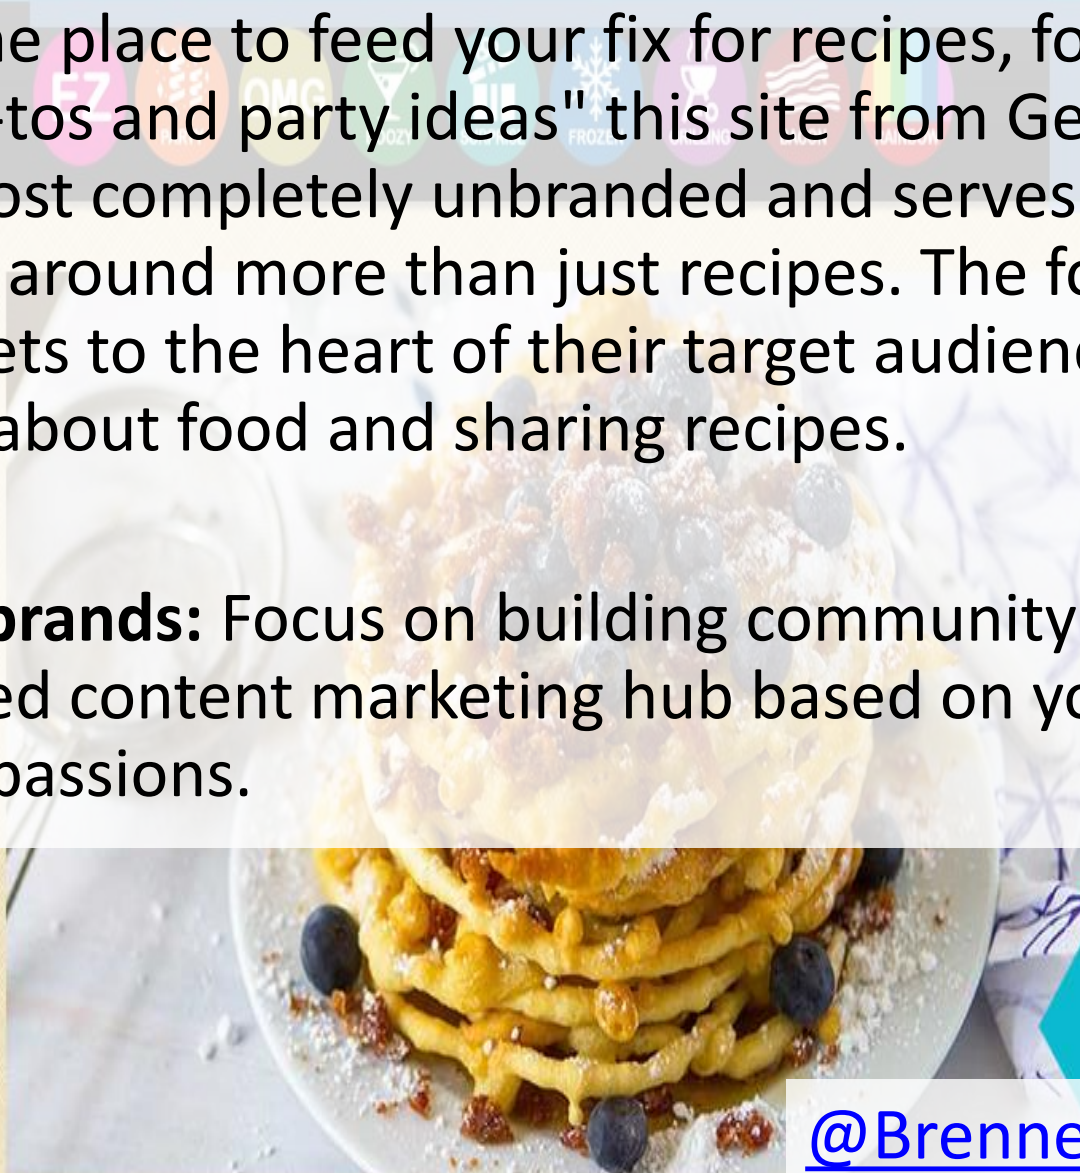 ne place to feed your fix for recipes, fo
-tos and party ideas" this site from Ge
ost completely unbranded and serves
around more than just recipes. The fo
ets to the heart of their target audienc
about food and sharing recipes.
EZ
OMG
FROZEN
brands: Focus on building community
ed content marketing hub based on yo
passions.
@Brenne